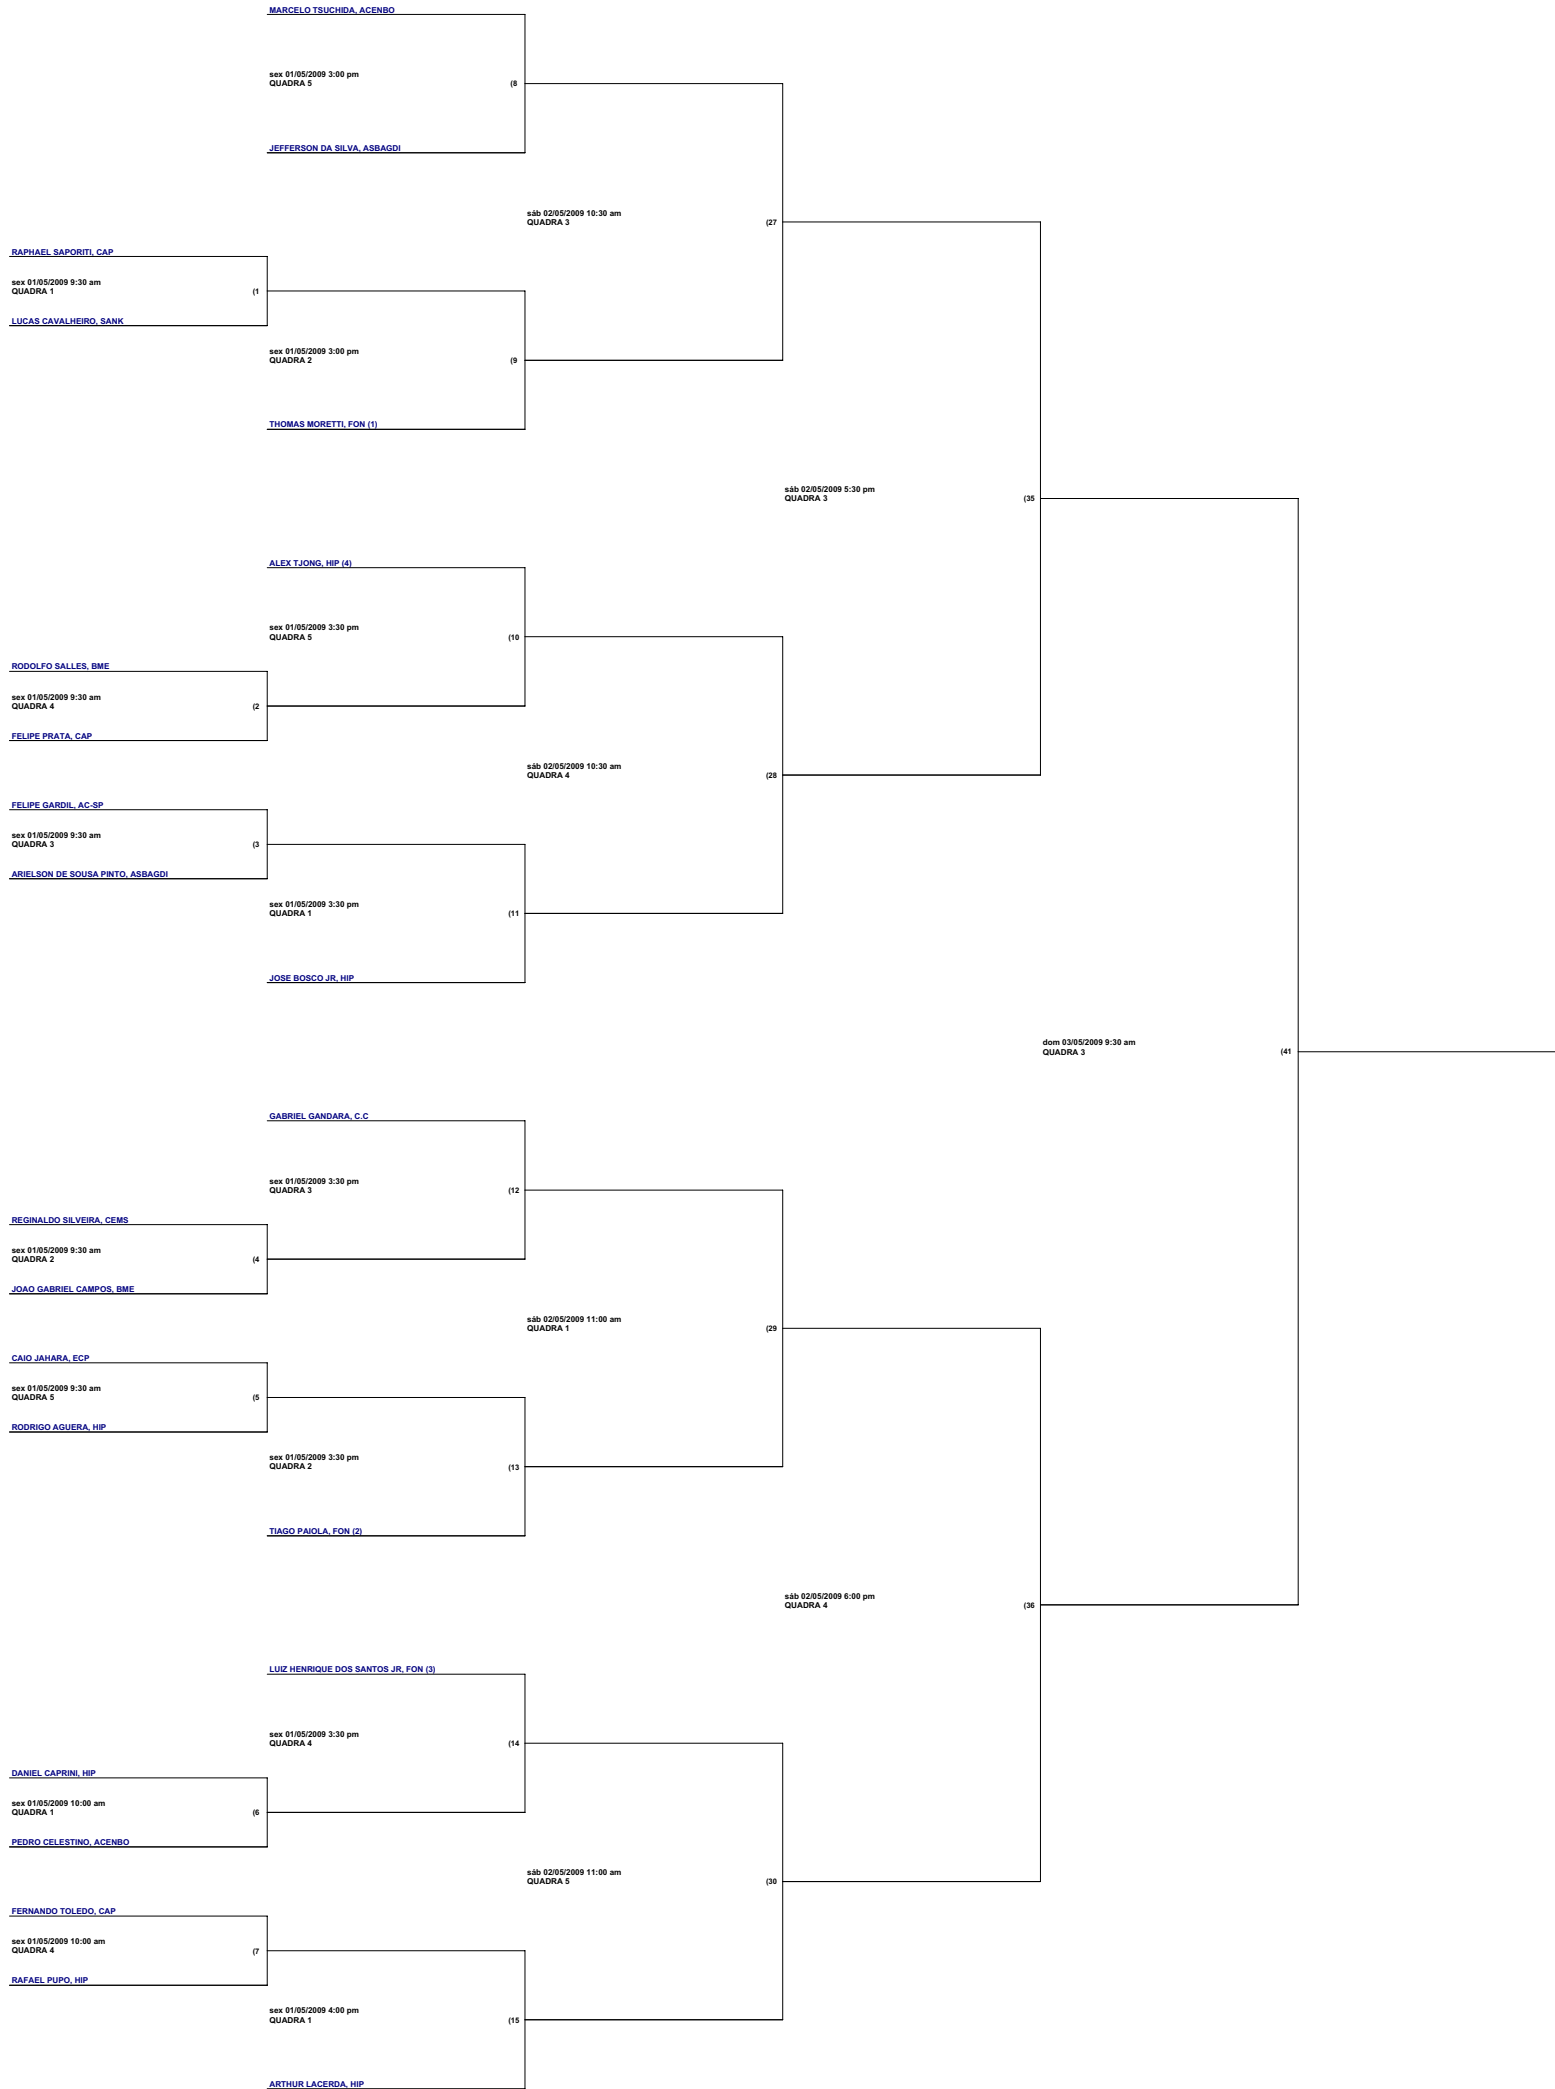 MARCELO TSUCHIDA, ACENBO
sex 01/05/2009 3:00 pm
QUADRA 5
(8
JEFFERSON DA SILVA, ASBAGDI
sáb 02/05/2009 10:30 am
QUADRA 3
(27
RAPHAEL SAPORITI, CAP
sex 01/05/2009 9:30 am
QUADRA 1
(1
LUCAS CAVALHEIRO, SANK
sex 01/05/2009 3:00 pm
QUADRA 2
(9
THOMAS MORETTI, FON (1)
sáb 02/05/2009 5:30 pm
QUADRA 3
(35
ALEX TJONG, HIP (4)
sex 01/05/2009 3:30 pm
QUADRA 5
(10
RODOLFO SALLES, BME
sex 01/05/2009 9:30 am
QUADRA 4
(2
FELIPE PRATA, CAP
sáb 02/05/2009 10:30 am
QUADRA 4
(28
FELIPE GARDIL, AC-SP
sex 01/05/2009 9:30 am
QUADRA 3
(3
ARIELSON DE SOUSA PINTO, ASBAGDI
sex 01/05/2009 3:30 pm
QUADRA 1
(11
JOSE BOSCO JR, HIP
dom 03/05/2009 9:30 am
QUADRA 3
(41
GABRIEL GANDARA, C.C
sex 01/05/2009 3:30 pm
QUADRA 3
(12
REGINALDO SILVEIRA, CEMS
sex 01/05/2009 9:30 am
QUADRA 2
(4
JOAO GABRIEL CAMPOS, BME
sáb 02/05/2009 11:00 am
QUADRA 1
(29
CAIO JAHARA, ECP
sex 01/05/2009 9:30 am
QUADRA 5
(5
RODRIGO AGUERA, HIP
sex 01/05/2009 3:30 pm
QUADRA 2
(13
TIAGO PAIOLA, FON (2)
sáb 02/05/2009 6:00 pm
QUADRA 4
(36
LUIZ HENRIQUE DOS SANTOS JR, FON (3)
sex 01/05/2009 3:30 pm
QUADRA 4
(14
DANIEL CAPRINI, HIP
sex 01/05/2009 10:00 am
QUADRA 1
(6
PEDRO CELESTINO, ACENBO
sáb 02/05/2009 11:00 am
QUADRA 5
(30
FERNANDO TOLEDO, CAP
sex 01/05/2009 10:00 am
QUADRA 4
(7
RAFAEL PUPO, HIP
sex 01/05/2009 4:00 pm
QUADRA 1
(15
ARTHUR LACERDA, HIP